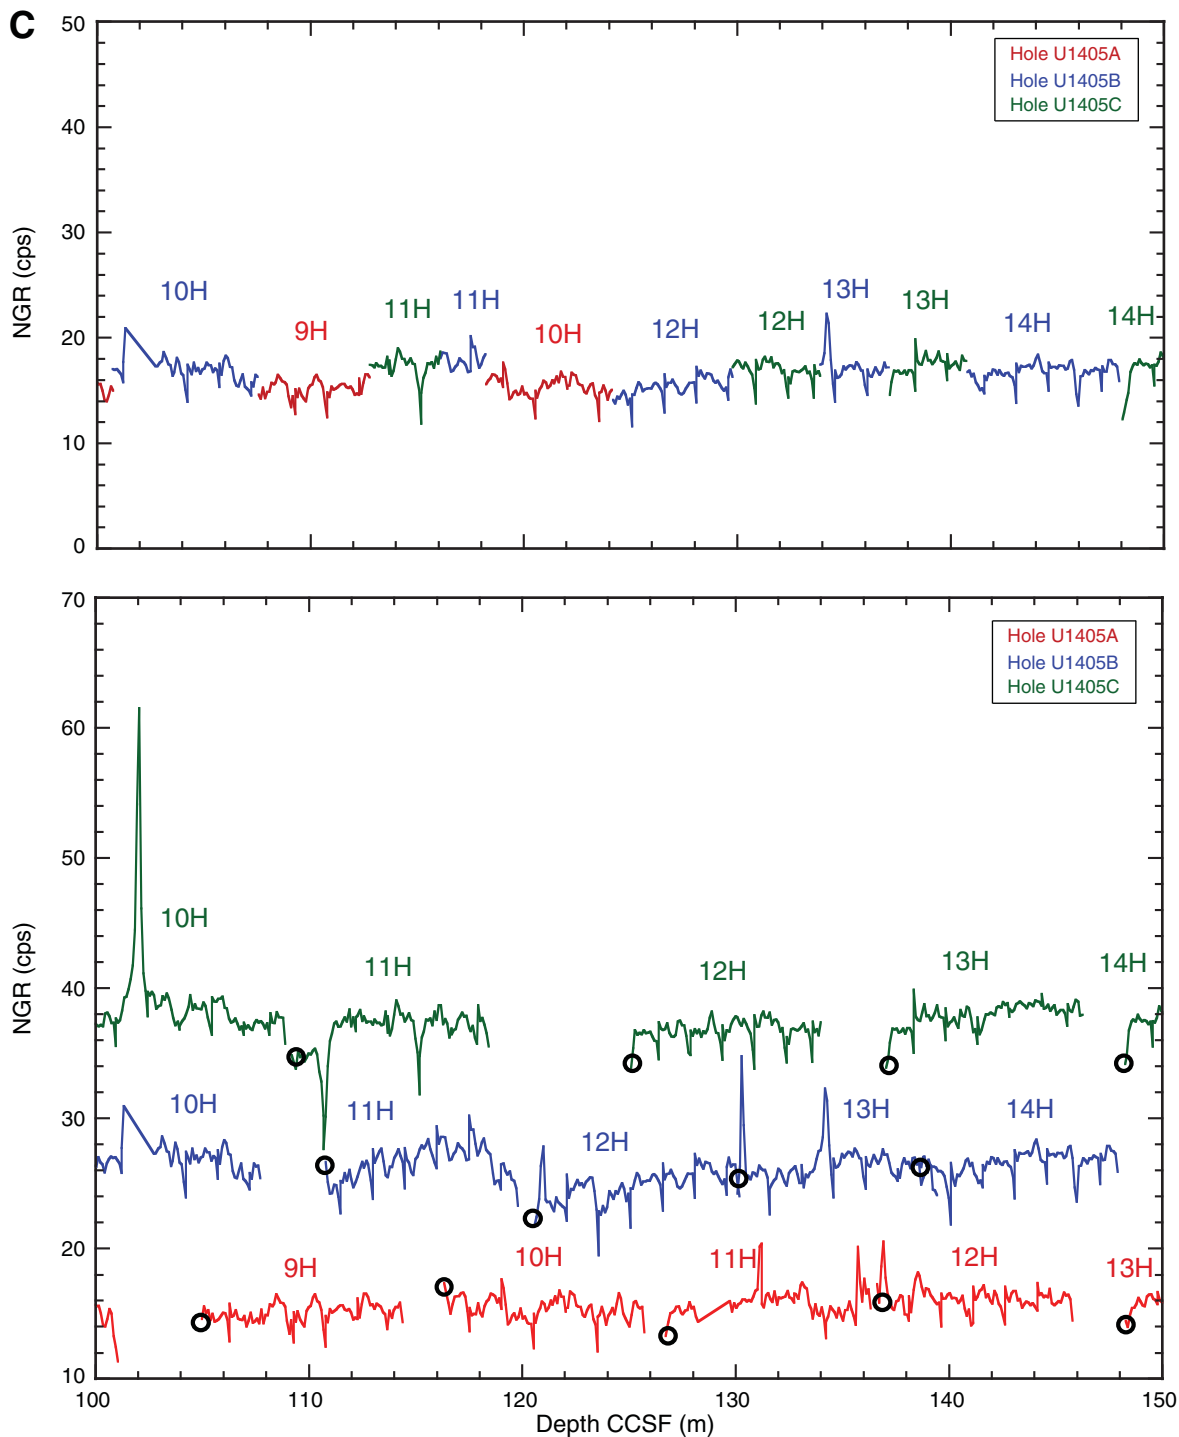 C
50
40
30
20
10
0
NGR (cps)
Hole U1405A
Hole U1405B
Hole U1405C
10H
9H
11H
11H
10H
12H
12H
13H
13H
14H
14H
70
60
50
40
30
20
10
NGR (cps)
Hole U1405A
Hole U1405B
Hole U1405C
10H
11H
12H
13H
14H
10H
11H
12H
13H
14H
9H
10H
11H
12H
13H
100
110
120
130
140
150
Depth CCSF (m)